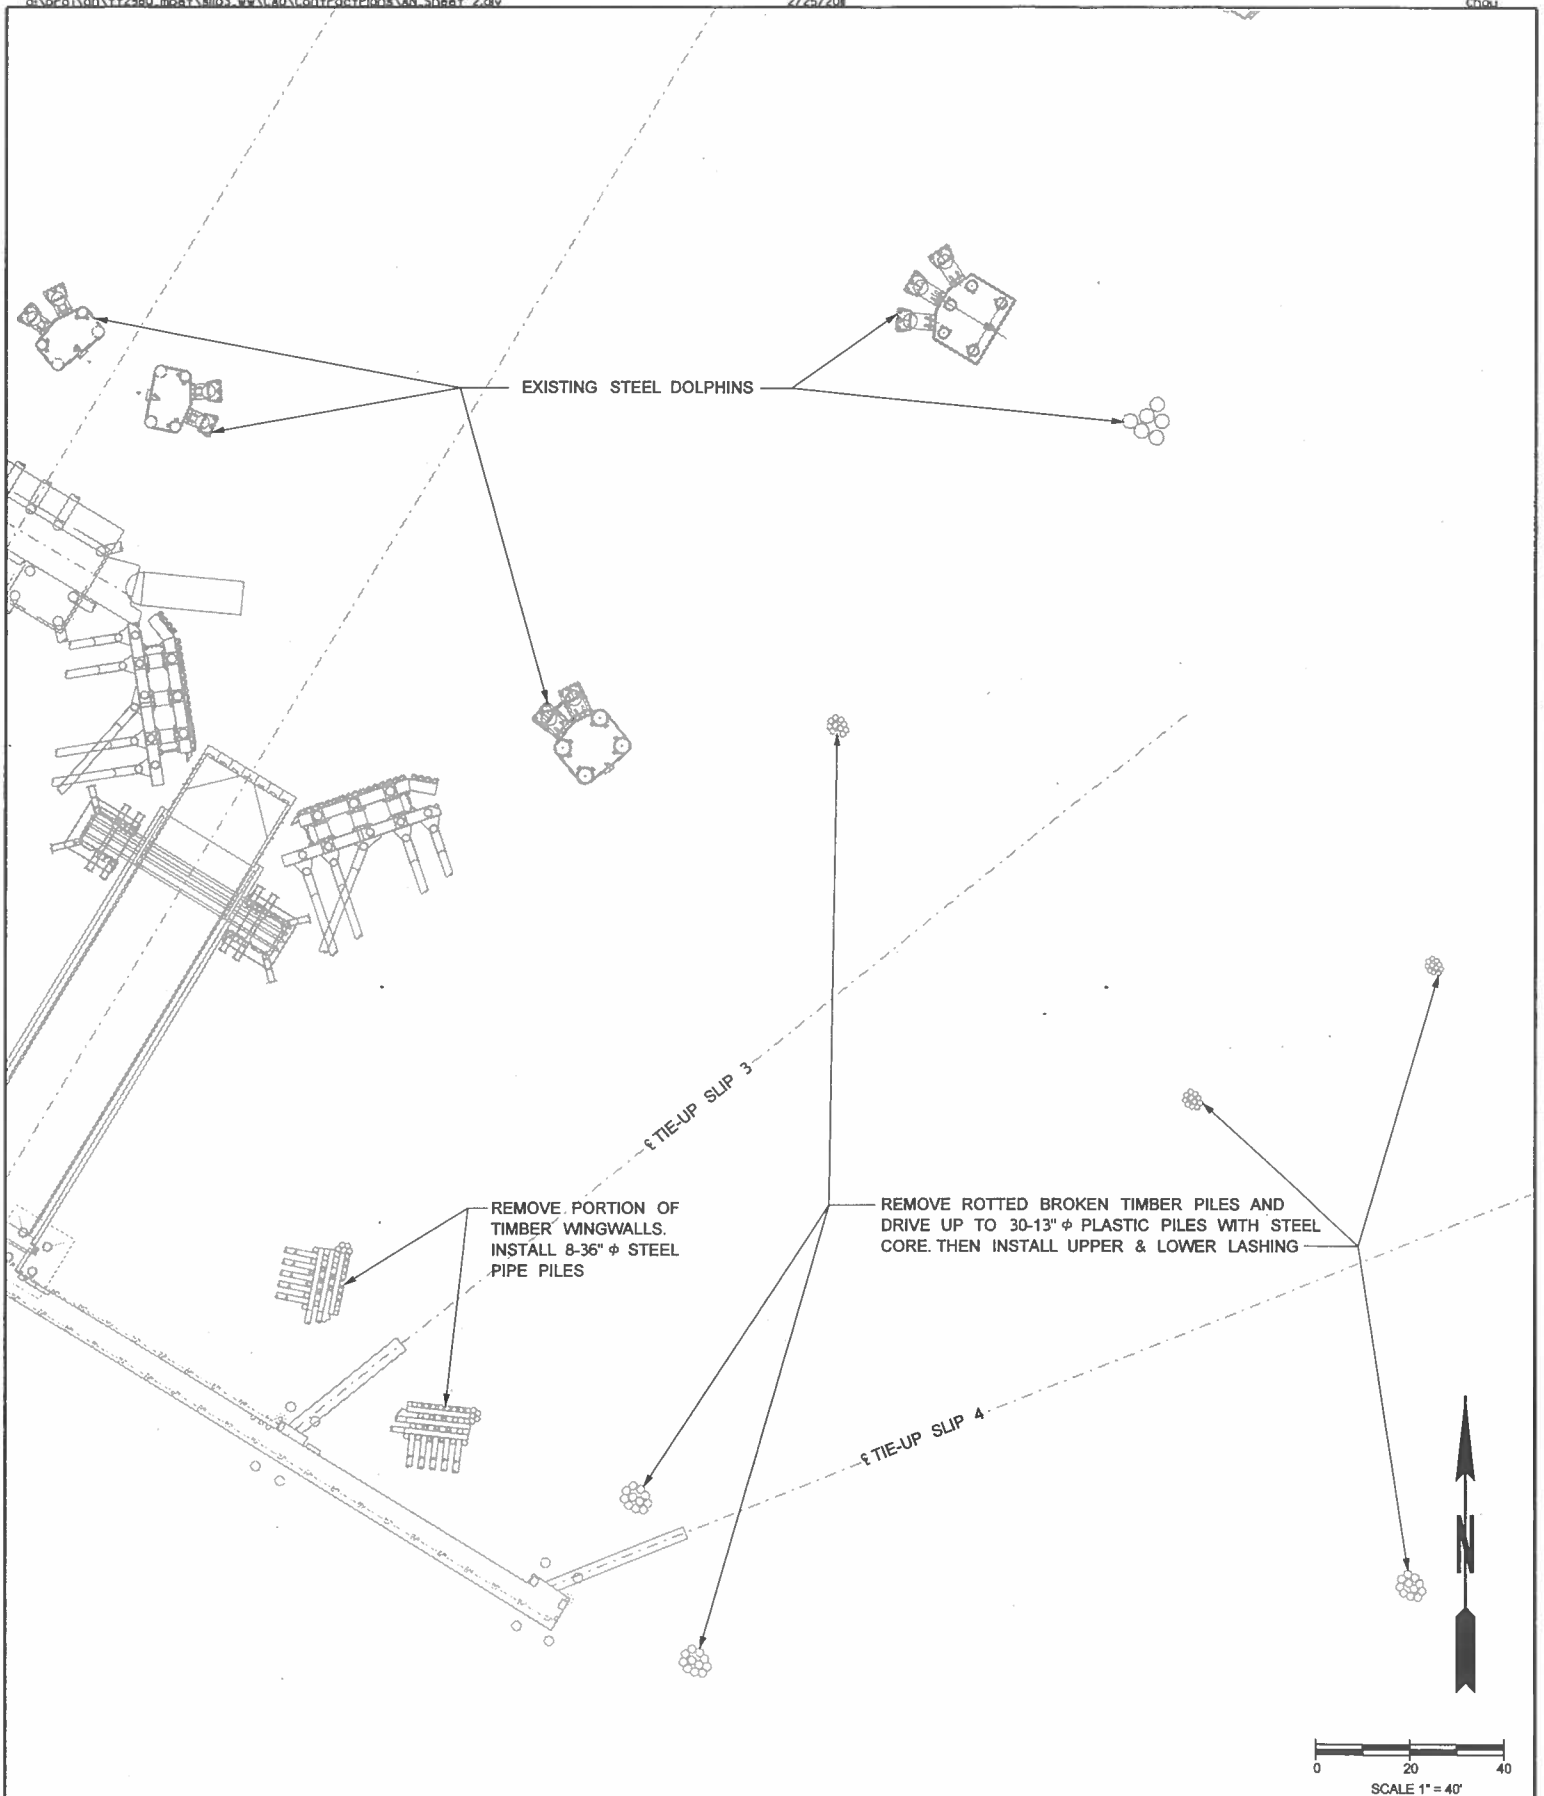 EXISTING STEEL DOLPHINS
℄ TIE-UP SLIP 3
REMOVE PORTION OF
TIMBER WINGWALLS.
INSTALL 8-36" ϕ STEEL
PIPE PILES
REMOVE ROTTED BROKEN TIMBER PILES AND
DRIVE UP TO 30-13" ϕ PLASTIC PILES WITH STEEL
CORE. THEN INSTALL UPPER & LOWER LASHING
℄ TIE-UP SLIP 4
N
0 20 40
SCALE 1" = 40'